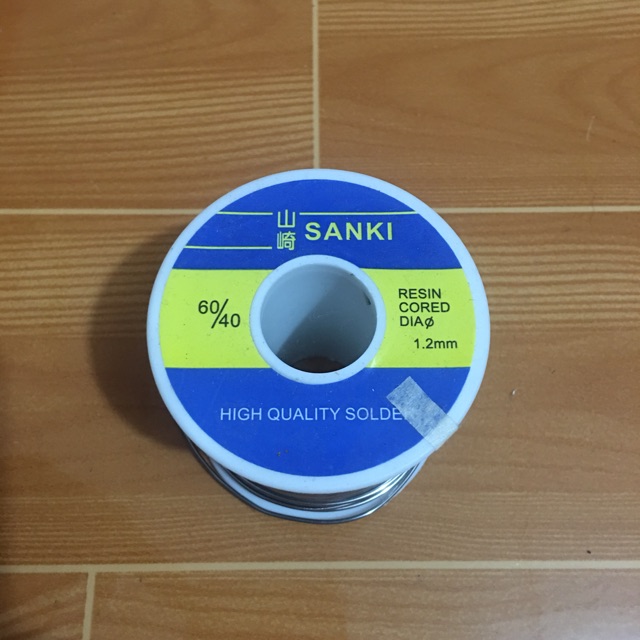 山崎 SANKI
60/40
RESIN
CORED
DIAø
1.2mm
HIGH QUALITY SOLDER